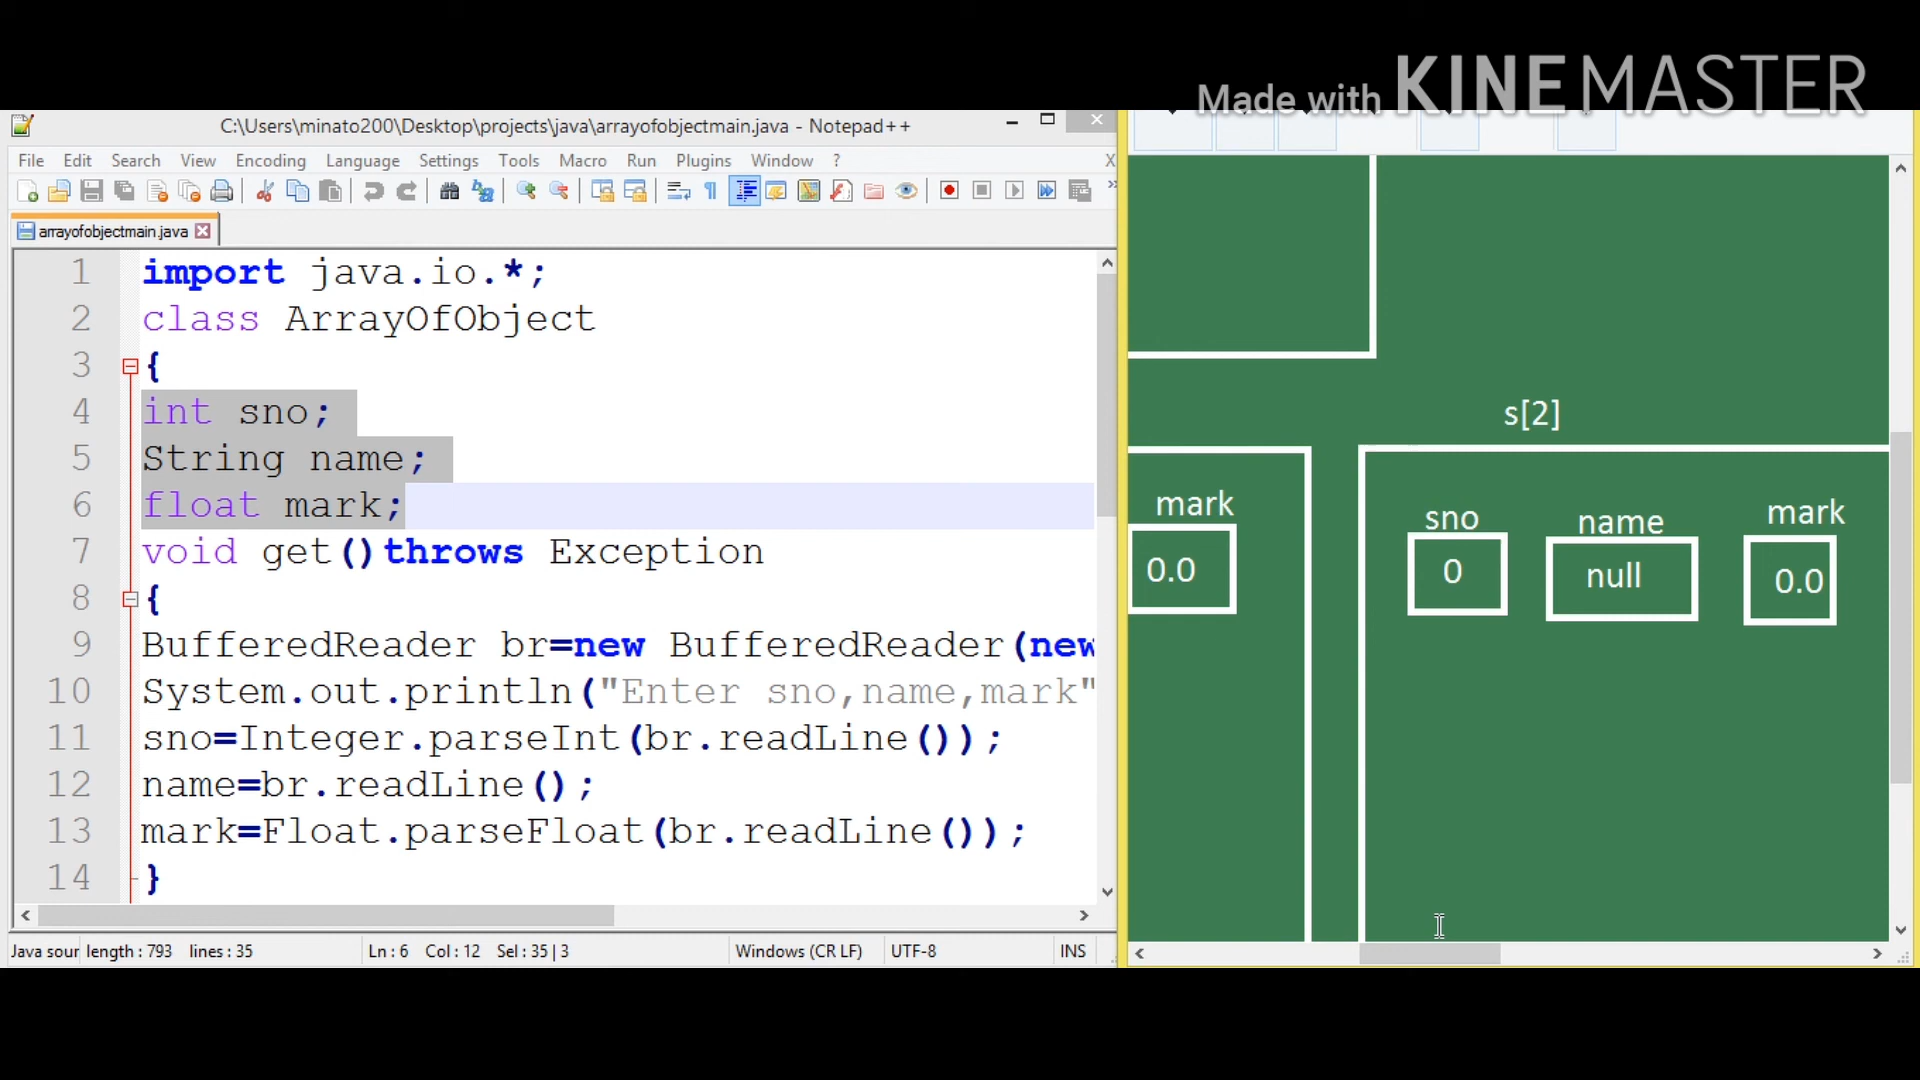 Made with KINEMASTER
C:\Users\minato200\Desktop\projects\java\arrayofobjectmain.java - Notepad++
File Edit Search View Encoding Language Settings Tools Macro Run Plugins Window ? X
arrayofobjectmain.java
1 import java.io.*;
2 class ArrayOfObject
3 {
4 int sno;
5 String name;
6 float mark;
7 void get()throws Exception
8 {
9 BufferedReader br=new BufferedReader(new
10 System.out.println("Enter sno,name,mark"
11 sno=Integer.parseInt(br.readLine());
12 name=br.readLine();
13 mark=Float.parseFloat(br.readLine());
14 }
Java sour length : 793 lines : 35 Ln : 6 Col : 12 Sel : 35 | 3 Windows (CR LF) UTF-8 INS
s[2]
mark sno name mark
0.0 0 null 0.0